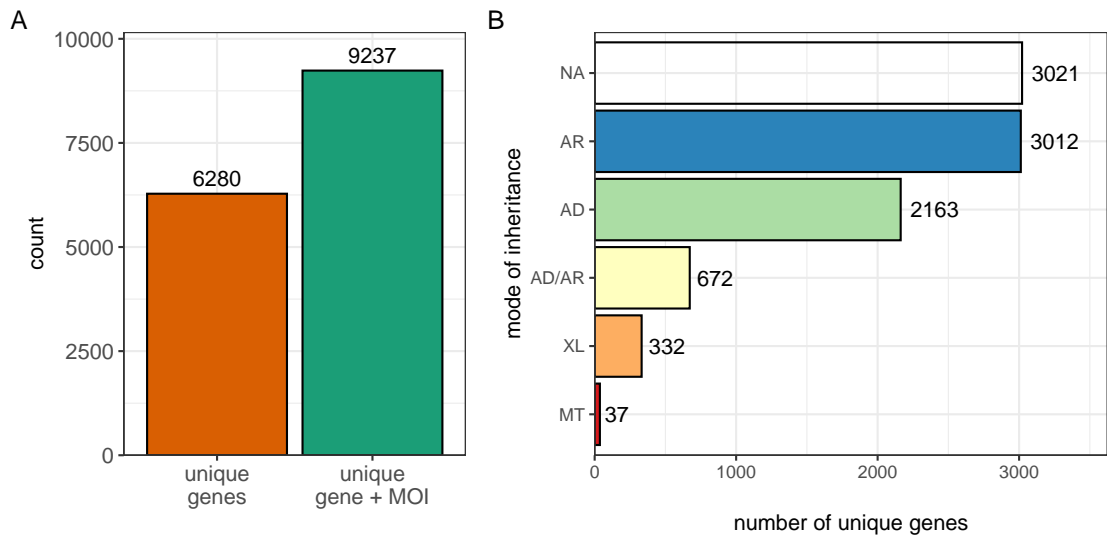 A
count
10000
7500
5000
2500
0
6280
9237
unique
genes
unique
gene + MOI
B
mode of inheritance
NA
3021
AR
3012
AD
2163
AD/AR
672
XL
332
MT
37
0
1000
2000
3000
number of unique genes